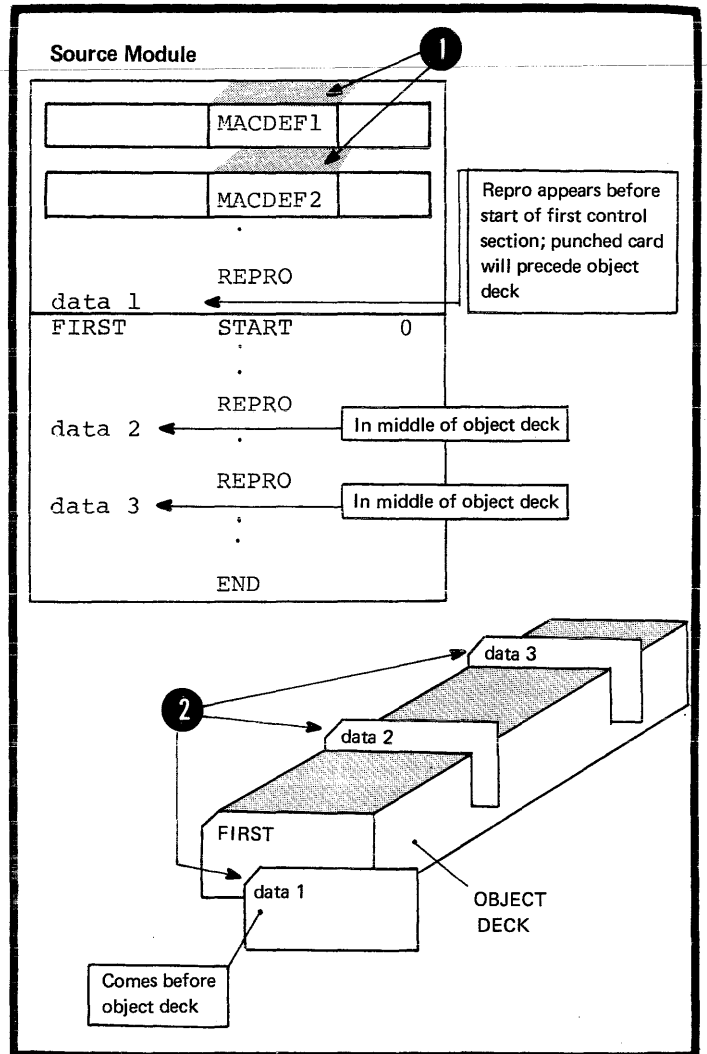 Source Module
1
MACDEF1
MACDEF2
.
REPRO
data 1
Repro appears before
start of first control
section; punched card
will precede object
deck
FIRST START 0
.
.
REPRO
data 2
In middle of object deck
.
REPRO
data 3
In middle of object deck
.
.
END
2
data 3
data 2
FIRST
data 1
OBJECT
DECK
Comes before
object deck